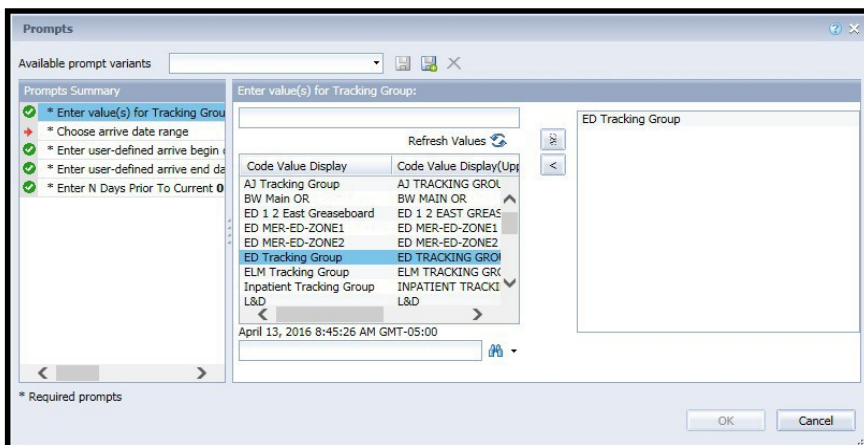 Prompts
Available prompt variants
Prompts Summary
* Enter value(s) for Tracking Grou
* Choose arrive date range
* Enter user-defined arrive begin
* Enter user-defined arrive end da
* Enter N Days Prior To Current 0
Enter value(s) for Tracking Group:
Refresh Values
Code Value Display Code Value Display(Upp
AJ Tracking Group AJ TRACKING GROU
BW Main OR BW MAIN OR
ED 1 2 East Greaseboard ED 1 2 EAST GREAS
ED MER-ED-ZONE1 ED MER-ED-ZONE1
ED MER-ED-ZONE2 ED MER-ED-ZONE2
ED Tracking Group ED TRACKING GRO
ELM Tracking Group ELM TRACKING GR
Inpatient Tracking Group INPATIENT TRACKI
L&D L&D
April 13, 2016 8:45:26 AM GMT-05:00
ED Tracking Group
* Required prompts
OK Cancel